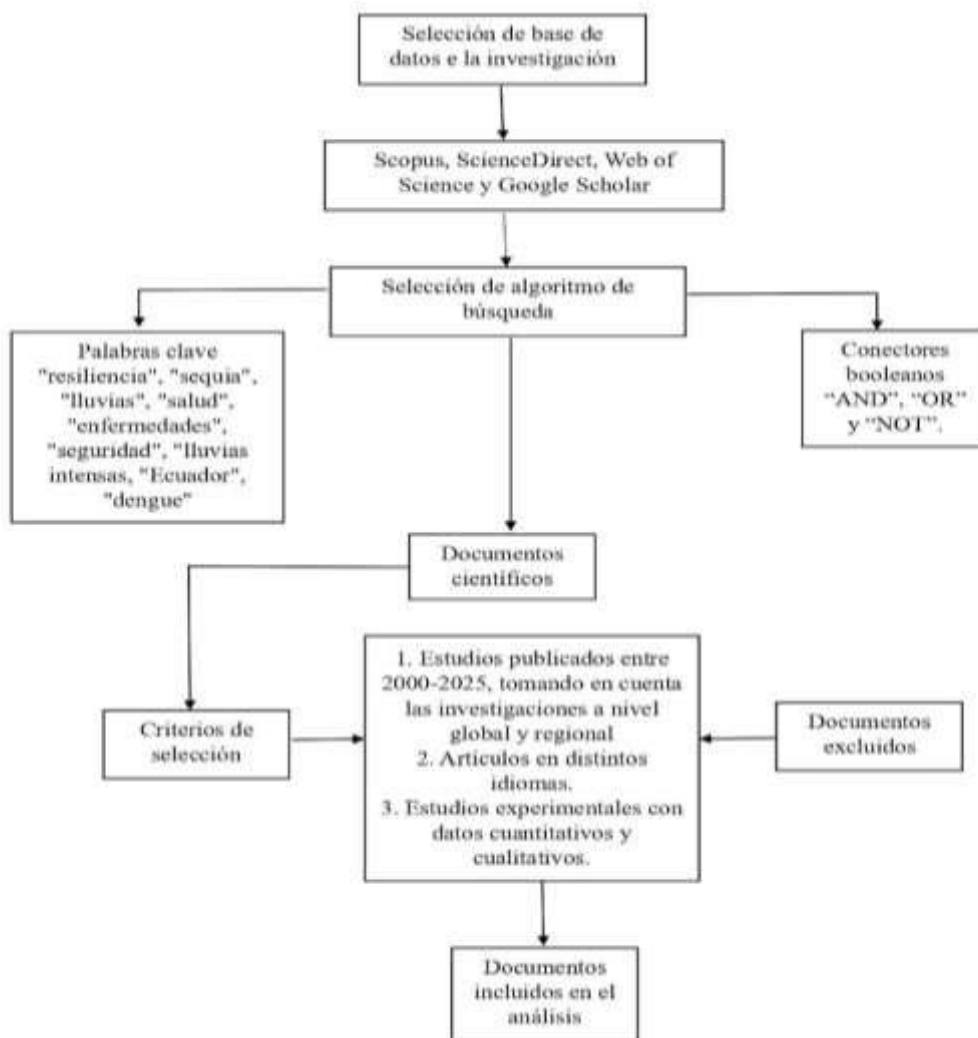 Selección de base de
datos e la investigación
Scopus, ScienceDirect, Web of
Science y Google Scholar
Selección de algoritmo de
búsqueda
Palabras clave
"resiliencia", "sequia",
"lluvias", "salud",
"enfermedades",
"seguridad", "lluvias
intensas, "Ecuador",
"dengue"
Conectores
booleanos
“AND”, “OR”
y “NOT”.
Documentos
científicos
Criterios de
selección
1. Estudios publicados entre
2000-2025, tomando en cuenta
las investigaciones a nivel
global y regional
2. Artículos en distintos
idiomas.
3. Estudios experimentales con
datos cuantitativos y
cualitativos.
Documentos
excluidos
Documentos
incluidos en el
análisis